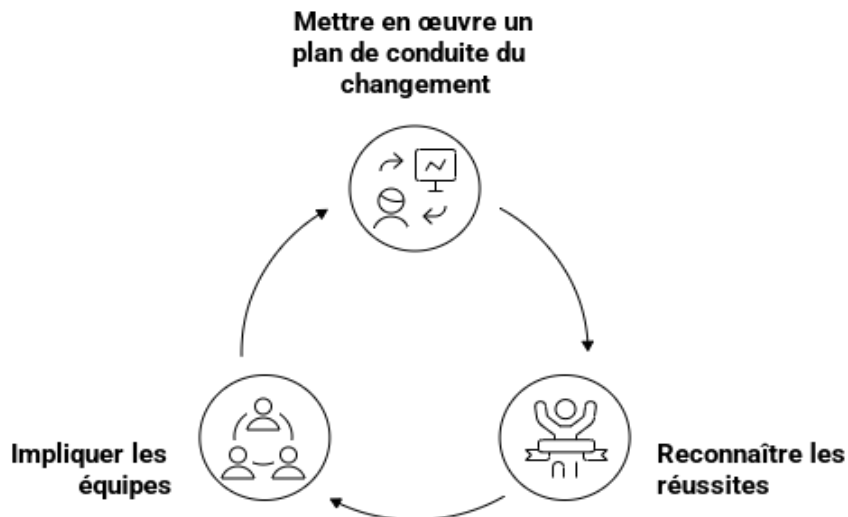 Mettre en œuvre un
plan de conduite du
changement
Impliquer les
équipes
Reconnaître les
réussites